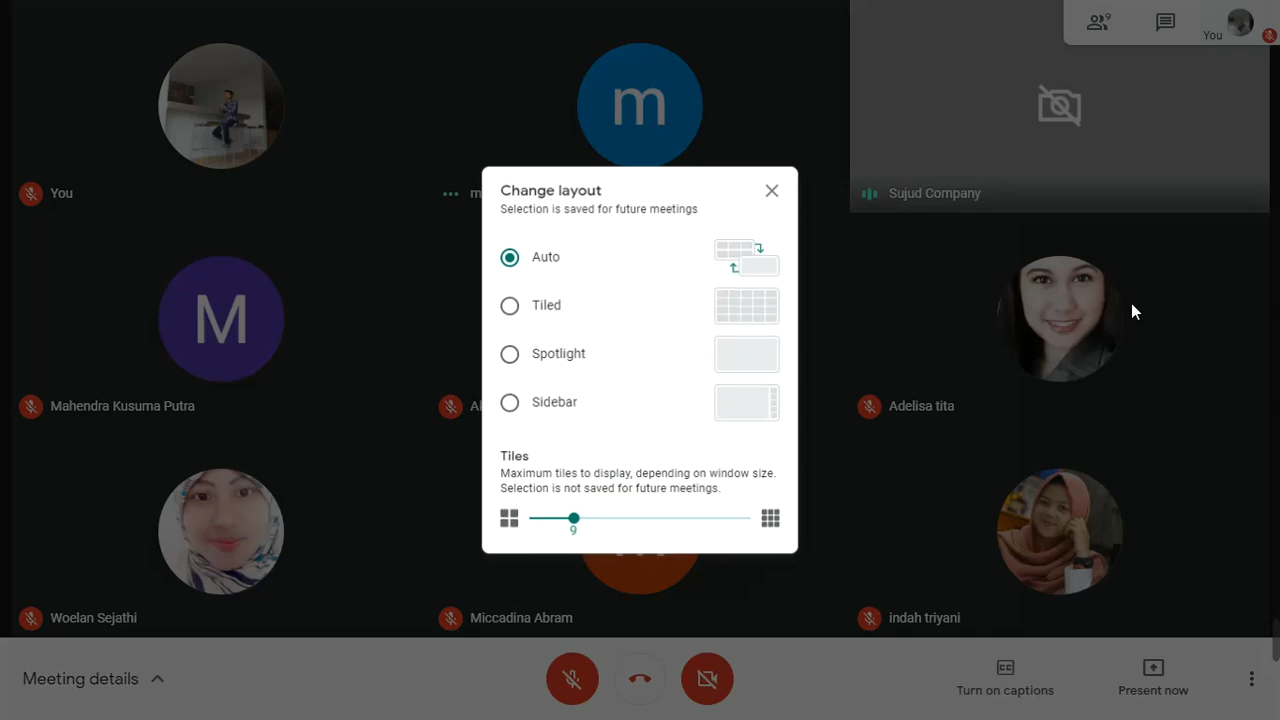 9
You
m
You
m
Sujud Company
Change layout
Selection is saved for future meetings
Auto
Tiled
Spotlight
Sidebar
M
Mahendra Kusuma Putra
Adelisa tita
Tiles
Maximum tiles to display, depending on window size.
Selection is not saved for future meetings.
9
Woelan Sejathi
Miccadina Abram
indah triyani
Meeting details
Turn on captions
Present now